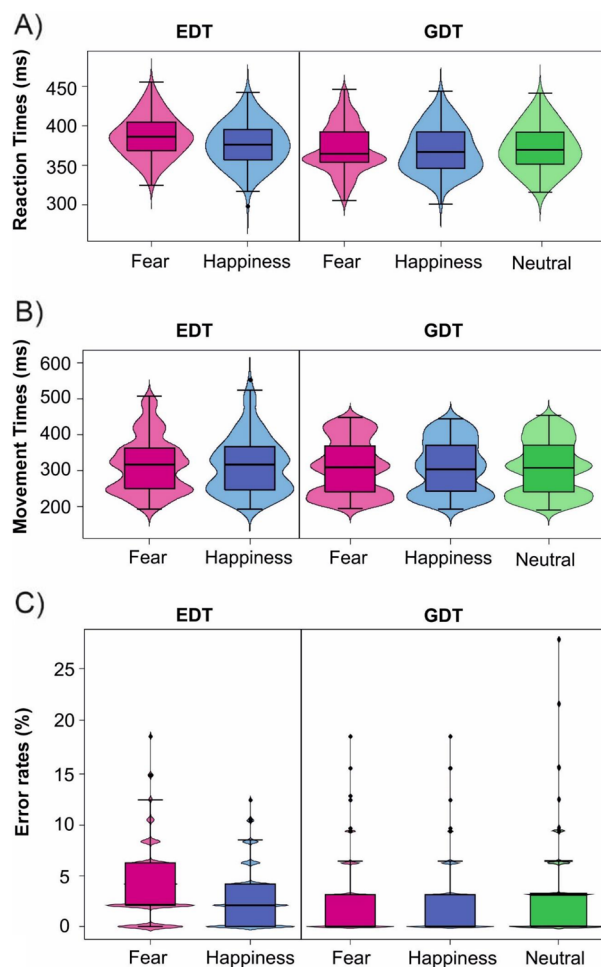 A)
EDT GDT
Reaction Times (ms)
450
400
350
300
Fear Happiness Fear Happiness Neutral
B)
EDT GDT
Movement Times (ms)
600
500
400
300
200
Fear Happiness Fear Happiness Neutral
C)
EDT GDT
Error rates (%)
25
20
15
10
5
0
Fear Happiness Fear Happiness Neutral